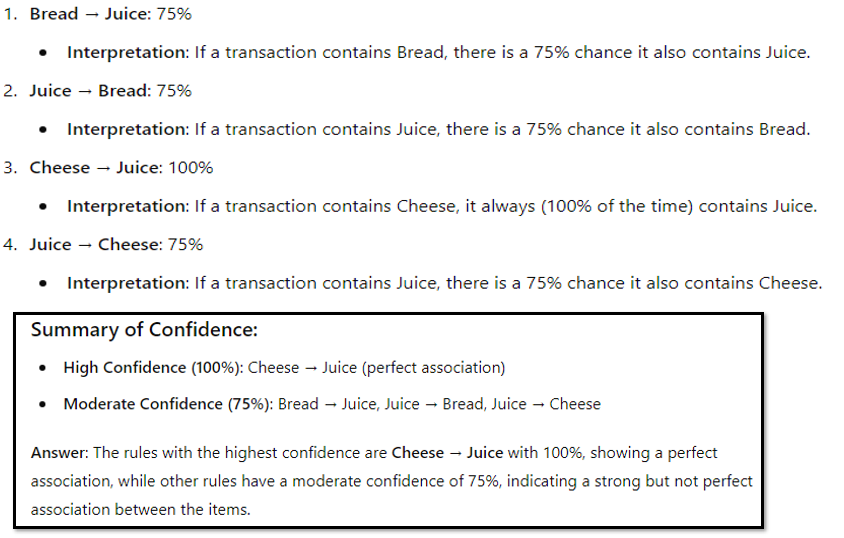 1. Bread → Juice: 75%
• Interpretation: If a transaction contains Bread, there is a 75% chance it also contains Juice.
2. Juice → Bread: 75%
• Interpretation: If a transaction contains Juice, there is a 75% chance it also contains Bread.
3. Cheese → Juice: 100%
• Interpretation: If a transaction contains Cheese, it always (100% of the time) contains Juice.
4. Juice → Cheese: 75%
• Interpretation: If a transaction contains Juice, there is a 75% chance it also contains Cheese.
Summary of Confidence:
• High Confidence (100%): Cheese → Juice (perfect association)
• Moderate Confidence (75%): Bread → Juice, Juice → Bread, Juice → Cheese
Answer: The rules with the highest confidence are Cheese → Juice with 100%, showing a perfect
association, while other rules have a moderate confidence of 75%, indicating a strong but not perfect
association between the items.